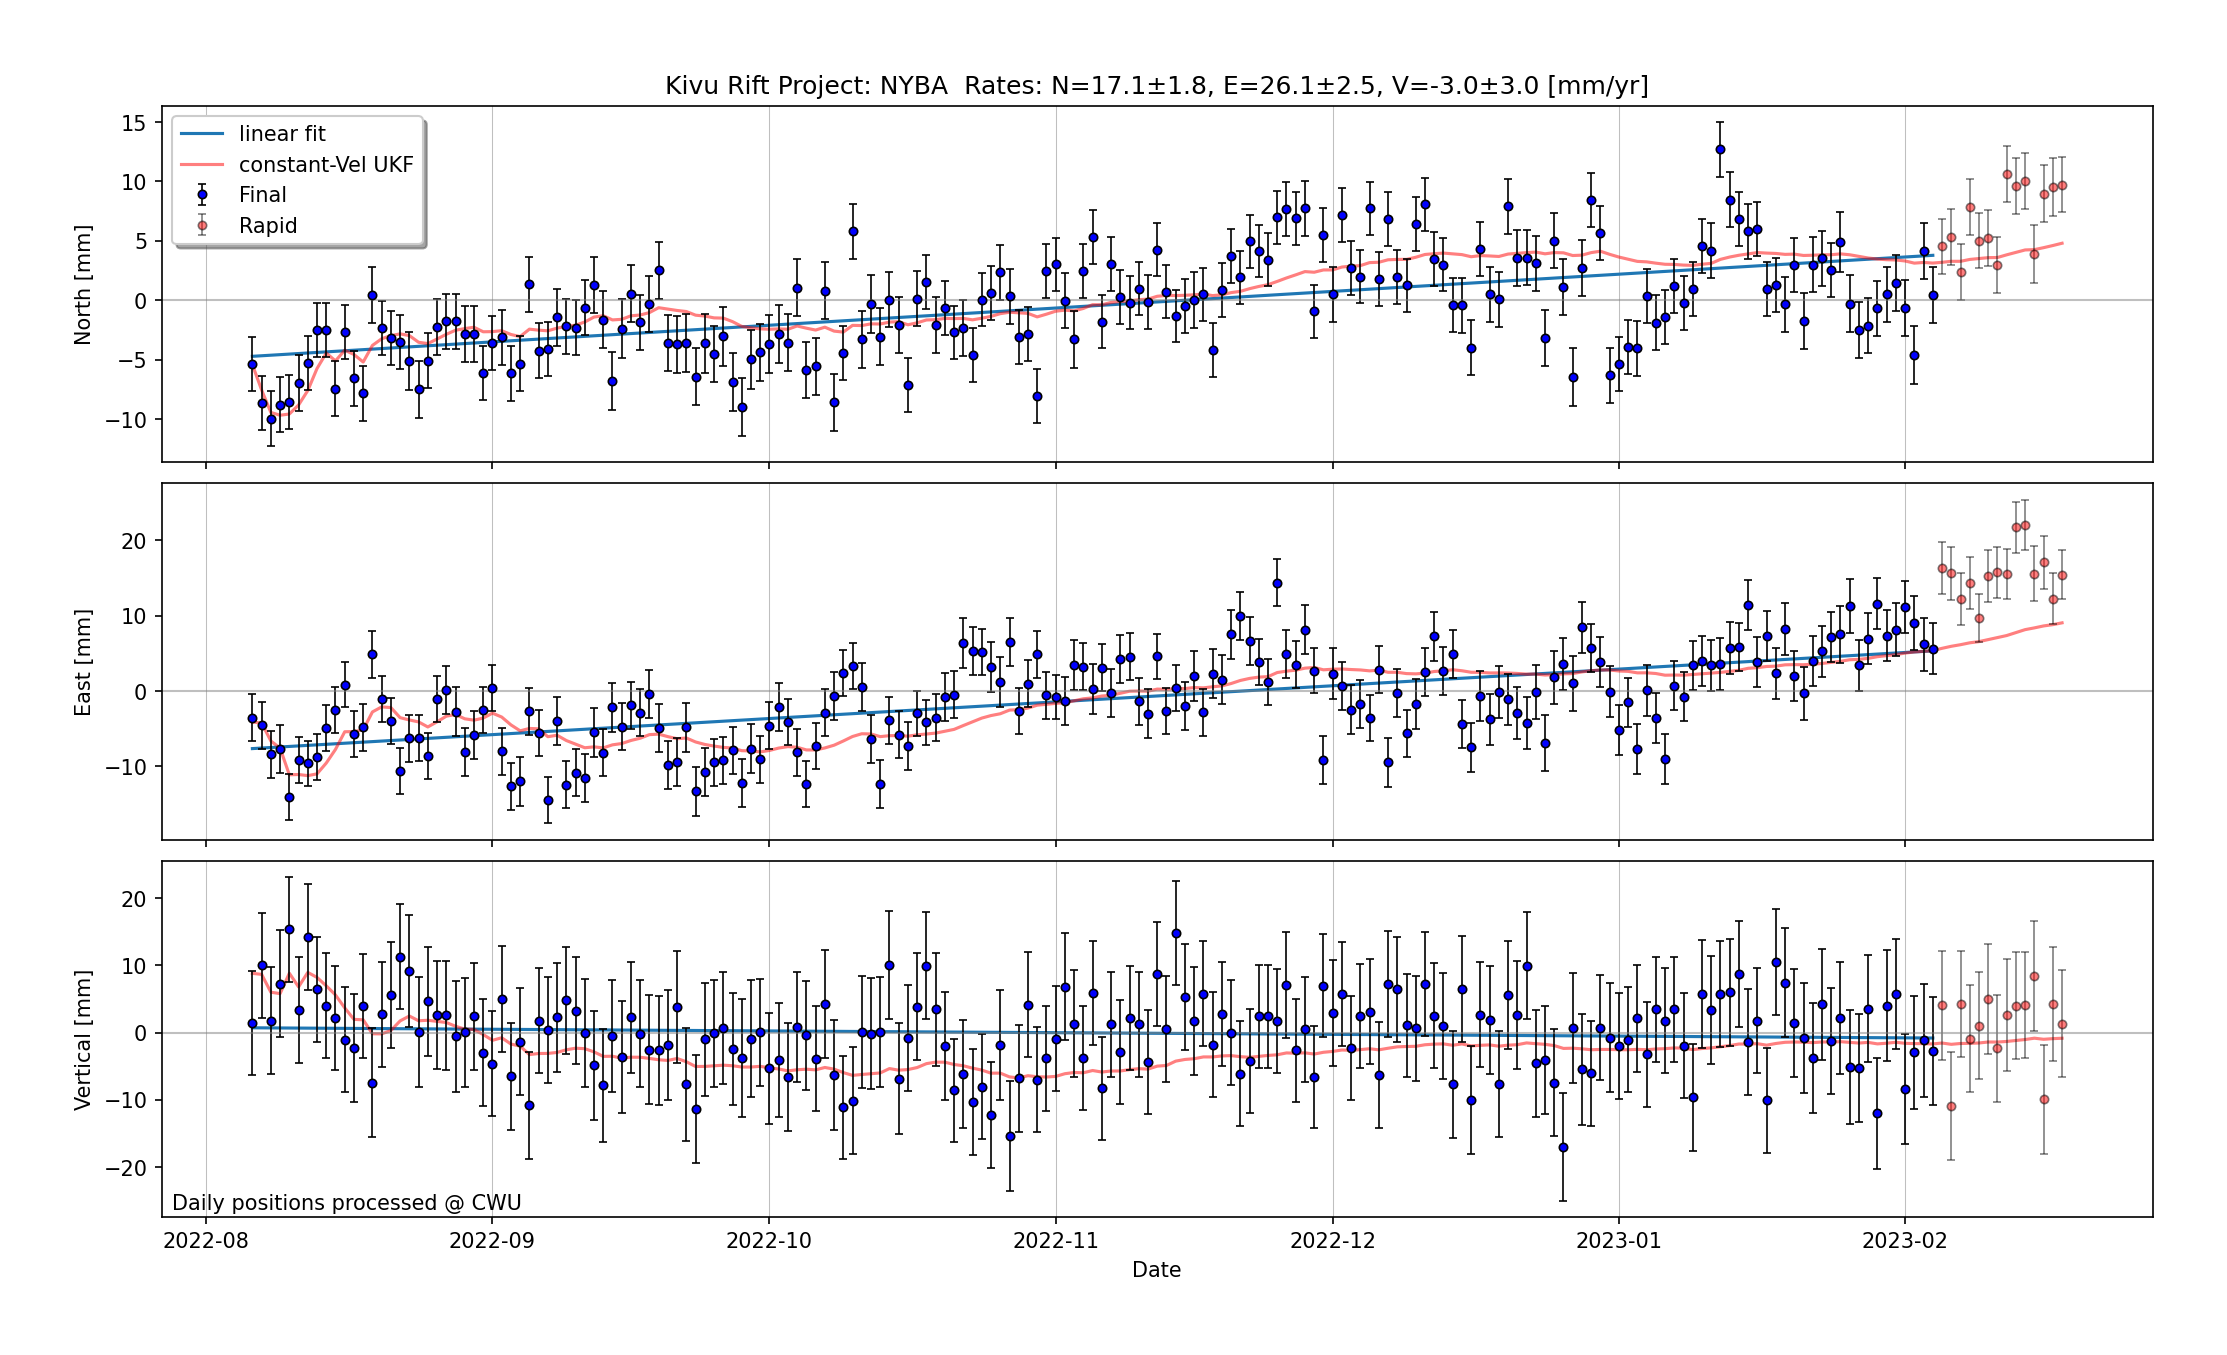 Kivu Rift Project: NYBA  Rates: N=17.1±1.8, E=26.1±2.5, V=-3.0±3.0 [mm/yr]
linear fit
constant-Vel UKF
Final
Rapid
North [mm]
15
10
5
0
−5
−10
East [mm]
20
10
0
−10
Vertical [mm]
20
10
0
−10
−20
Daily positions processed @ CWU
2022-08
2022-09
2022-10
2022-11
2022-12
2023-01
2023-02
Date